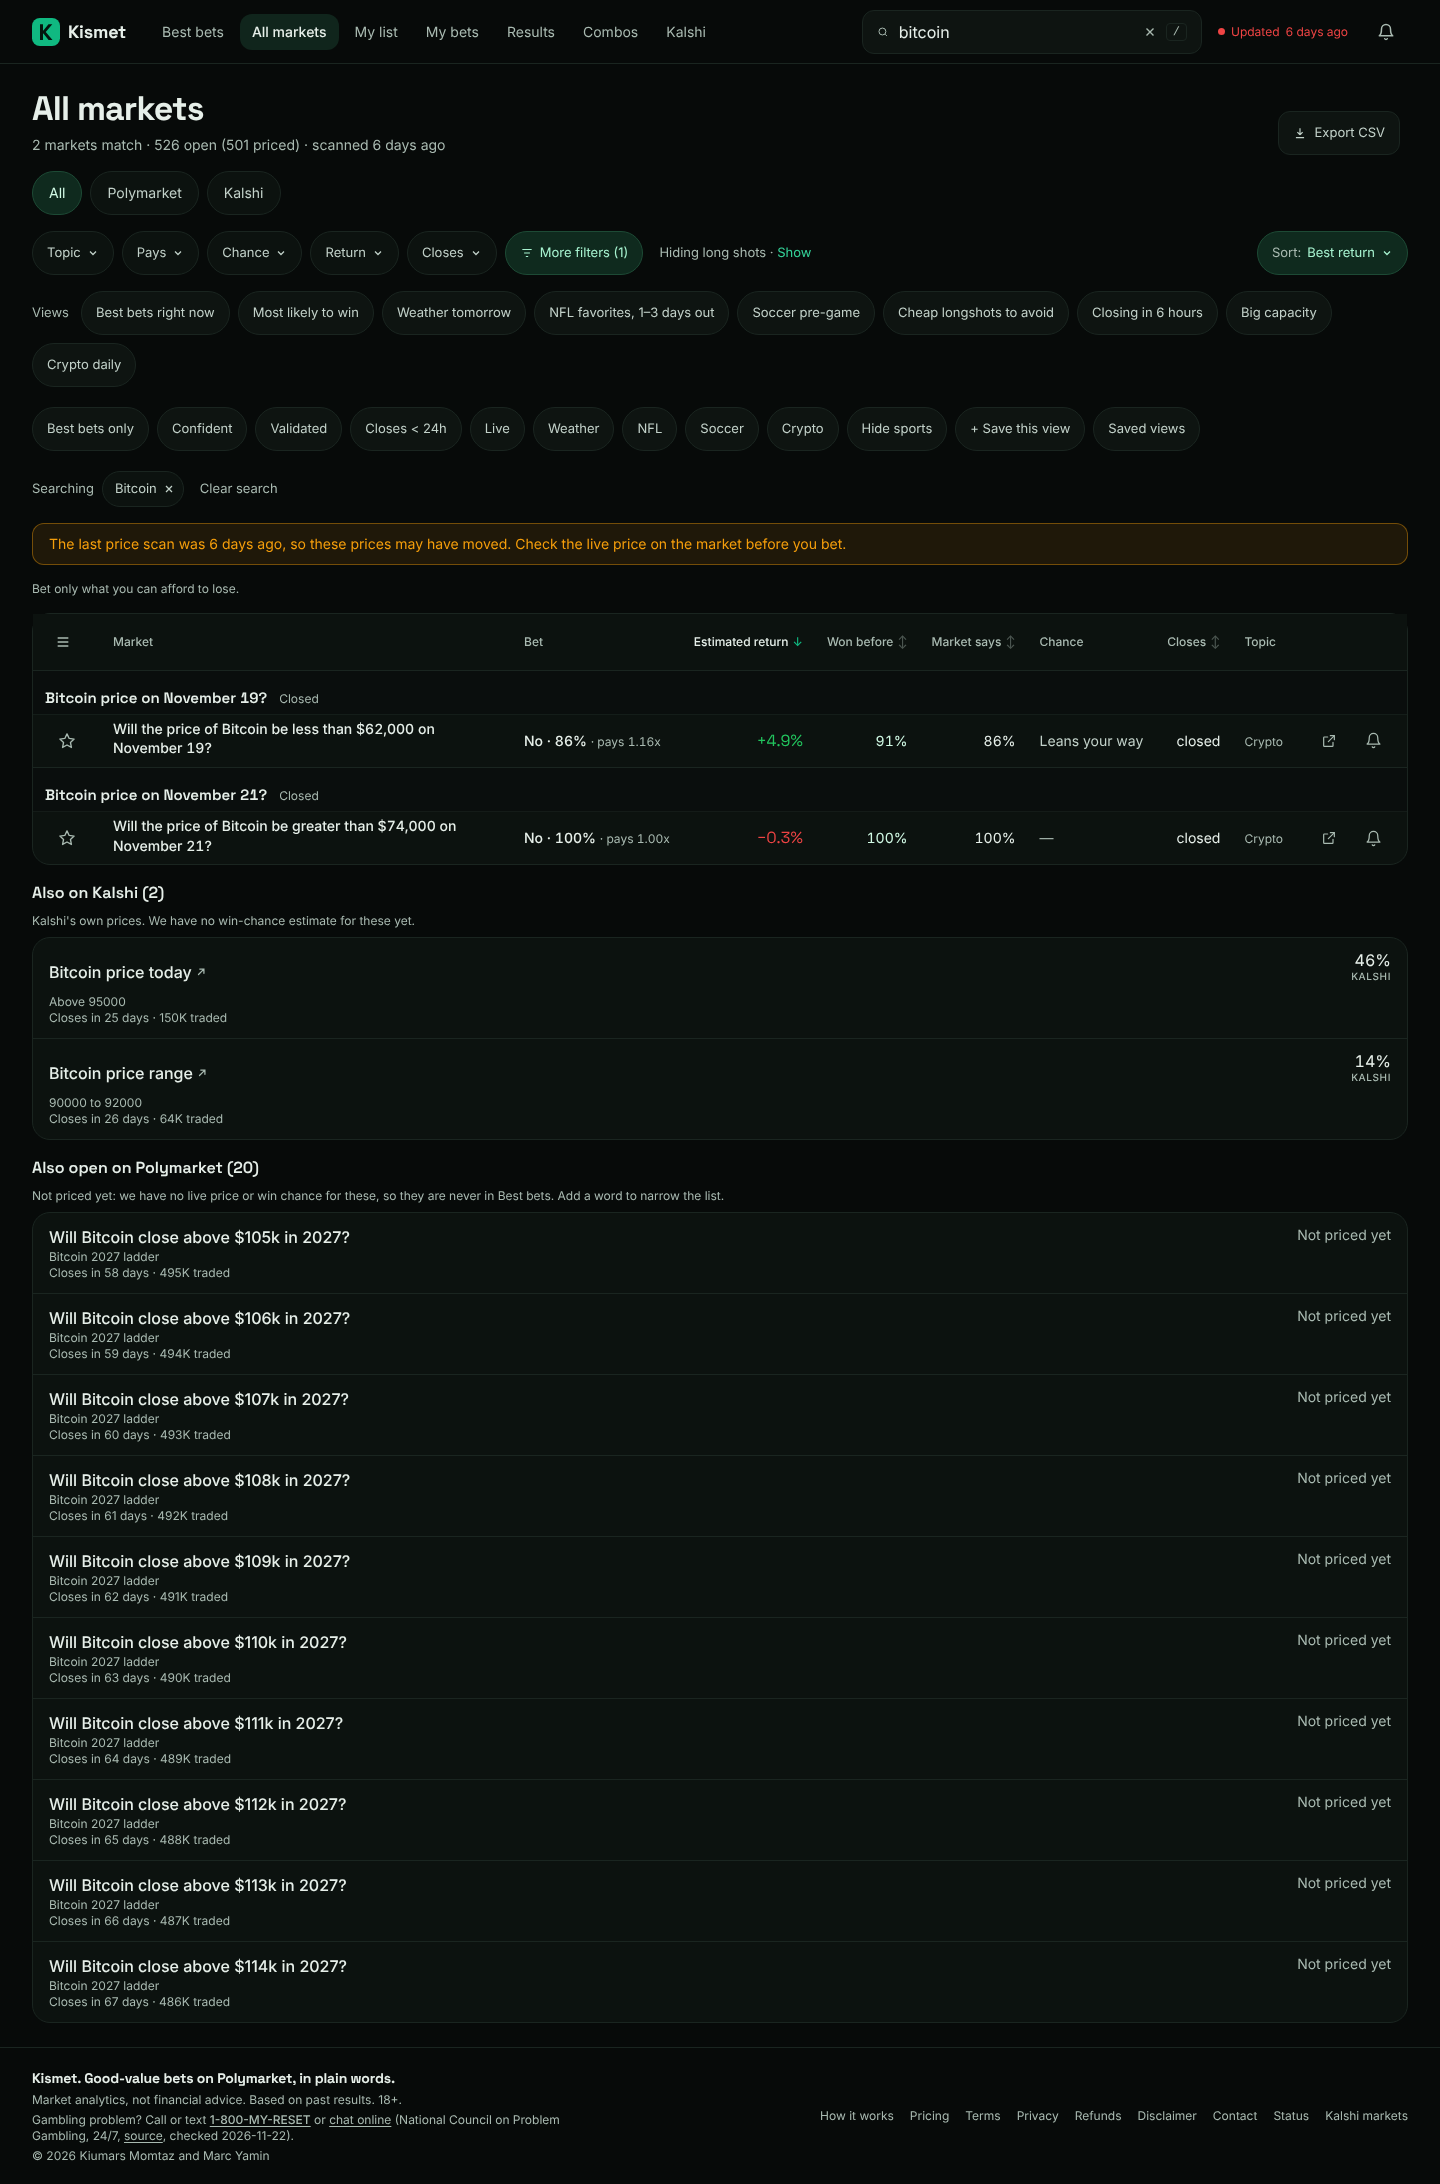 K Kismet Best bets All markets My list My bets Results Combos Kalshi bitcoin × / Updated 6 days ago
All markets
2 markets match · 526 open (501 priced) · scanned 6 days ago
Export CSV
All Polymarket Kalshi
Topic Pays Chance Return Closes More filters (1) Hiding long shots · Show Sort: Best return
Views Best bets right now Most likely to win Weather tomorrow NFL favorites, 1–3 days out Soccer pre-game Cheap longshots to avoid Closing in 6 hours Big capacity
Crypto daily
Best bets only Confident Validated Closes < 24h Live Weather NFL Soccer Crypto Hide sports + Save this view Saved views
Searching Bitcoin × Clear search
The last price scan was 6 days ago, so these prices may have moved. Check the live price on the market before you bet.
Bet only what you can afford to lose.
Market Bet Estimated return ↓ Won before ↕ Market says ↕ Chance Closes ↕ Topic
Bitcoin price on November 19? Closed
Will the price of Bitcoin be less than $62,000 on
November 19?
No · 86% · pays 1.16x +4.9% 91% 86% Leans your way closed Crypto
Bitcoin price on November 21? Closed
Will the price of Bitcoin be greater than $74,000 on
November 21?
No · 100% · pays 1.00x −0.3% 100% 100% — closed Crypto
Also on Kalshi (2)
Kalshi's own prices. We have no win-chance estimate for these yet.
Bitcoin price today ↗ 46%
KALSHI
Above 95000
Closes in 25 days · 150K traded
Bitcoin price range ↗ 14%
KALSHI
90000 to 92000
Closes in 26 days · 64K traded
Also open on Polymarket (20)
Not priced yet: we have no live price or win chance for these, so they are never in Best bets. Add a word to narrow the list.
Will Bitcoin close above $105k in 2027? Not priced yet
Bitcoin 2027 ladder
Closes in 58 days · 495K traded
Will Bitcoin close above $106k in 2027? Not priced yet
Bitcoin 2027 ladder
Closes in 59 days · 494K traded
Will Bitcoin close above $107k in 2027? Not priced yet
Bitcoin 2027 ladder
Closes in 60 days · 493K traded
Will Bitcoin close above $108k in 2027? Not priced yet
Bitcoin 2027 ladder
Closes in 61 days · 492K traded
Will Bitcoin close above $109k in 2027? Not priced yet
Bitcoin 2027 ladder
Closes in 62 days · 491K traded
Will Bitcoin close above $110k in 2027? Not priced yet
Bitcoin 2027 ladder
Closes in 63 days · 490K traded
Will Bitcoin close above $111k in 2027? Not priced yet
Bitcoin 2027 ladder
Closes in 64 days · 489K traded
Will Bitcoin close above $112k in 2027? Not priced yet
Bitcoin 2027 ladder
Closes in 65 days · 488K traded
Will Bitcoin close above $113k in 2027? Not priced yet
Bitcoin 2027 ladder
Closes in 66 days · 487K traded
Will Bitcoin close above $114k in 2027? Not priced yet
Bitcoin 2027 ladder
Closes in 67 days · 486K traded
Kismet. Good-value bets on Polymarket, in plain words.
Market analytics, not financial advice. Based on past results. 18+.
Gambling problem? Call or text 1-800-MY-RESET or chat online (National Council on Problem
Gambling, 24/7, source, checked 2026-11-22).
© 2026 Kiumars Momtaz and Marc Yamin
How it works Pricing Terms Privacy Refunds Disclaimer Contact Status Kalshi markets